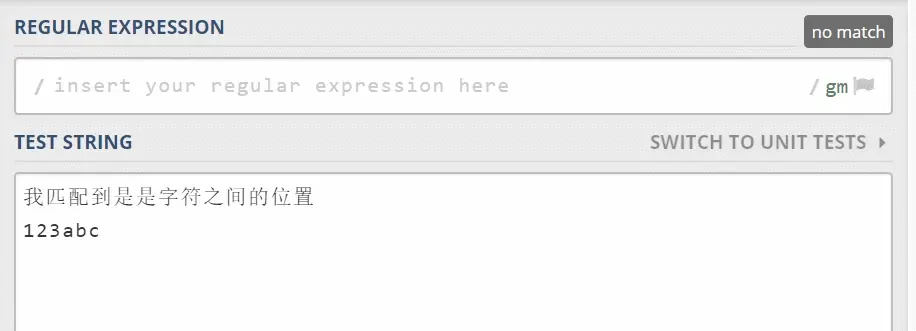 REGULAR EXPRESSION
no match
/ insert your regular expression here / gm
TEST STRING
SWITCH TO UNIT TESTS
我匹配到是是字符之间的位置
123abc